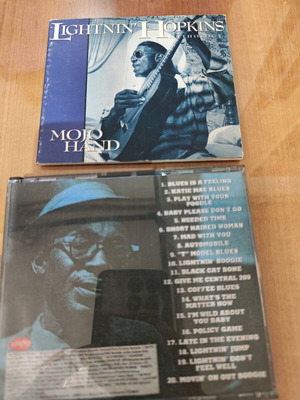 LIGHTNIN' HOPKINS
ANTHOLOGY
MOJO
HAND
1. BLUES IS A FEELING
2. KATIE MAE BLUES
3. PLAY WITH YOUR
POODLE
4. BABY PLEASE DON'T GO
5. NEEDED TIME
6. SHORT HAIRED WOMAN
7. MAD WITH YOU
8. AUTOMOBILE
9. "T" MODEL BLUES
10. LIGHTNIN' BOOGIE
11. BLACK CAT BONE
12. GIVE ME CENTRAL 209
13. COFFEE BLUES
14. WHAT'S THE
MATTER NOW
15. I'M WILD ABOUT
YOU BABY
16. POLICY GAME
17. LATE IN THE EVENING
18. LIGHTNIN' JUMP
19. LIGHTNIN' DON'T
FEEL WELL
20. MOVIN' ON OUT BOOGIE